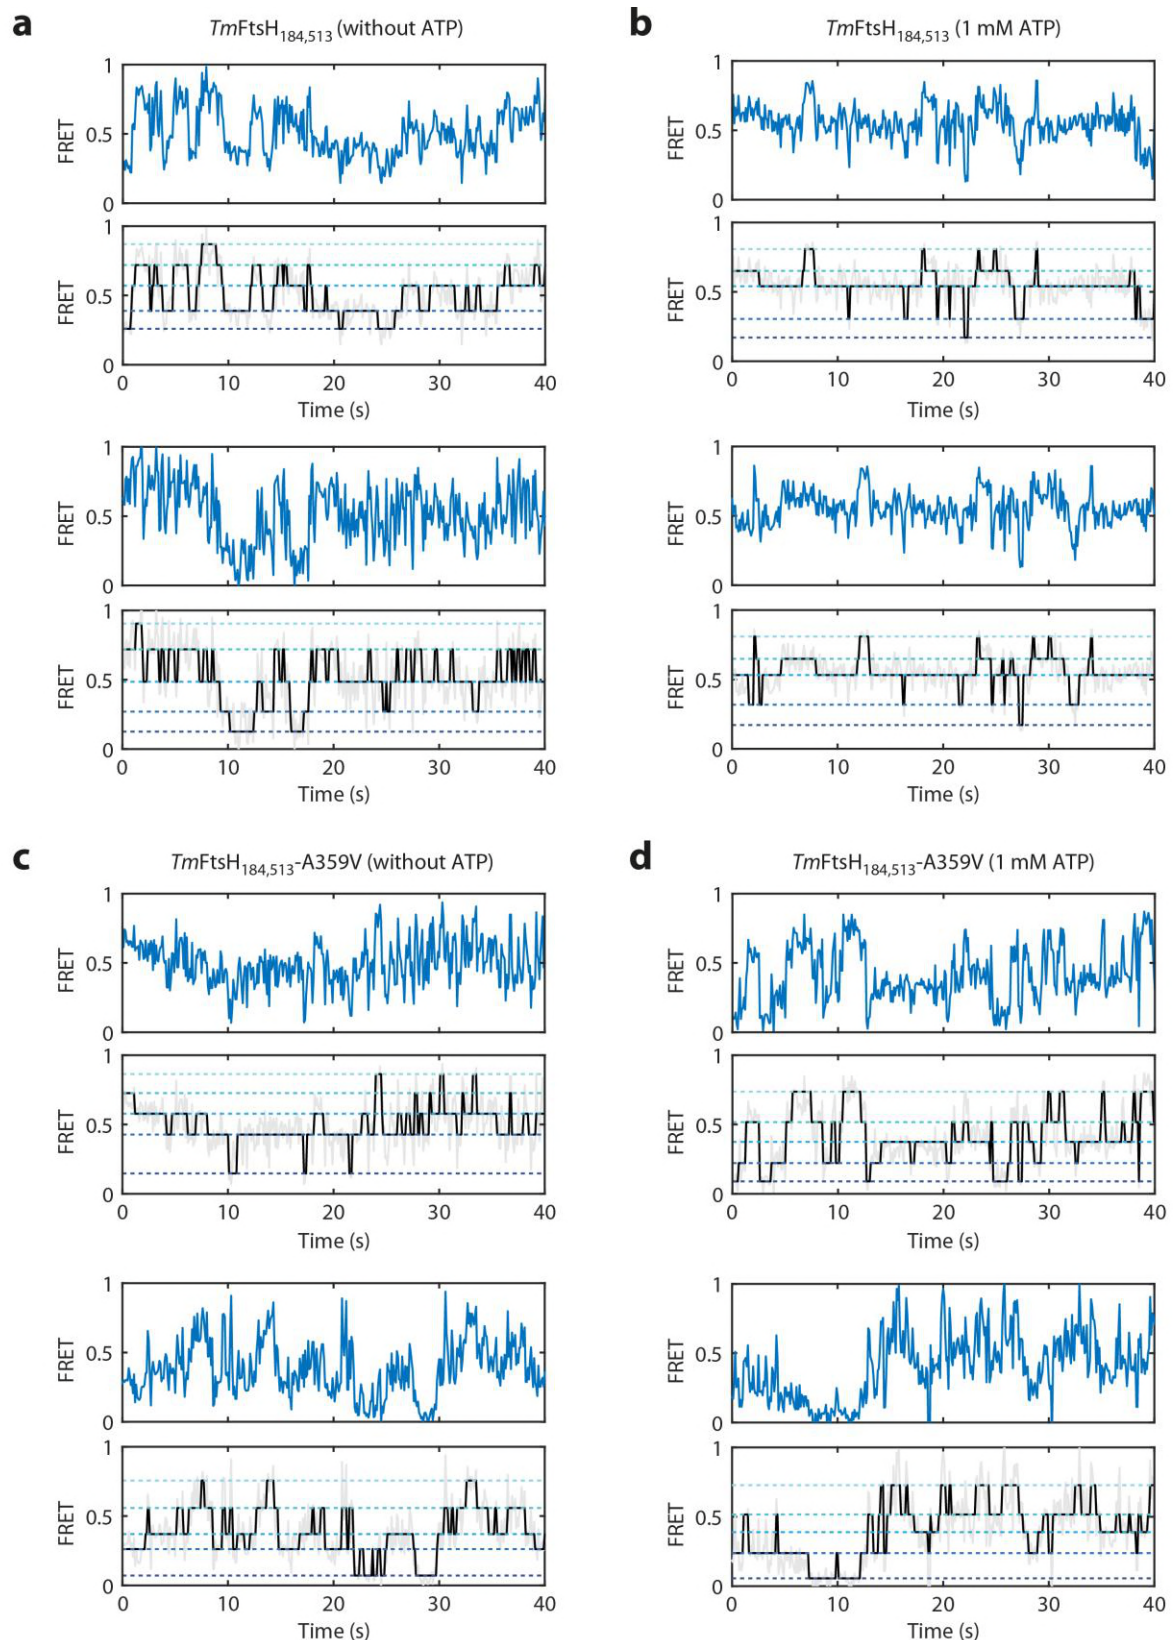 a
TmFtsH184,513 (without ATP)
1
0.5
0
FRET
1
0.5
0
FRET
0 10 20 30 40
Time (s)
1
0.5
0
FRET
1
0.5
0
FRET
0 10 20 30 40
Time (s)
b
TmFtsH184,513 (1 mM ATP)
1
0.5
0
FRET
1
0.5
0
FRET
0 10 20 30 40
Time (s)
1
0.5
0
FRET
1
0.5
0
FRET
0 10 20 30 40
Time (s)
c
TmFtsH184,513-A359V (without ATP)
1
0.5
0
FRET
1
0.5
0
FRET
0 10 20 30 40
Time (s)
1
0.5
0
FRET
1
0.5
0
FRET
0 10 20 30 40
Time (s)
d
TmFtsH184,513-A359V (1 mM ATP)
1
0.5
0
FRET
1
0.5
0
FRET
0 10 20 30 40
Time (s)
1
0.5
0
FRET
1
0.5
0
FRET
0 10 20 30 40
Time (s)